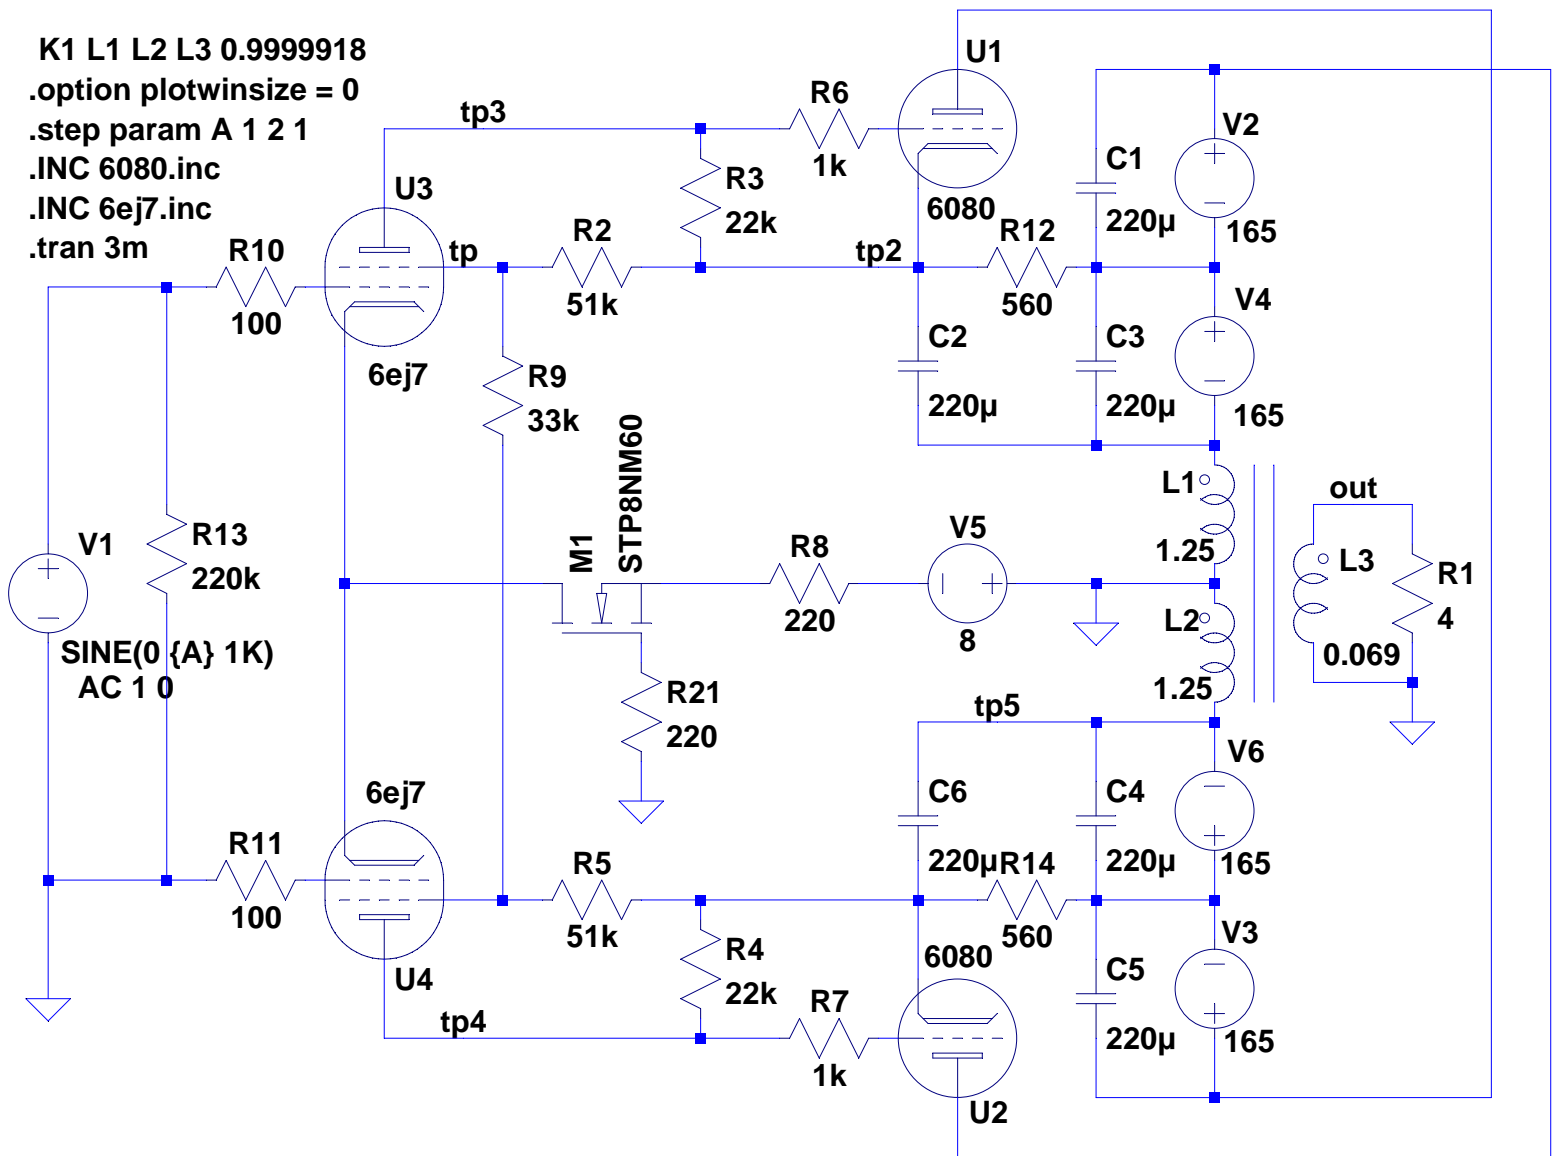 K1 L1 L2 L3 0.9999918
.option plotwinsize = 0
.step param A 1 2 1
.INC 6080.inc
.INC 6ej7.inc
.tran 3m
tp3
U3
R10
100
tp
6ej7
R2
51k
R3
22k
R6
1k
U1
6080
tp2
R12
560
C1
220µ
V2
165
V4
165
C2
220µ
C3
220µ
R9
33k
STP8NM60
M1
R8
220
V5
8
L1
1.25
L2
1.25
out
L3
0.069
R1
4
V1
SINE(0 {A} 1K)
AC 1 0
R13
220k
R21
220
tp5
C6
220µ
C4
220µ
V6
165
6ej7
R11
100
U4
R5
51k
R4
22k
R14
560
6080
tp4
R7
1k
U2
C5
220µ
V3
165